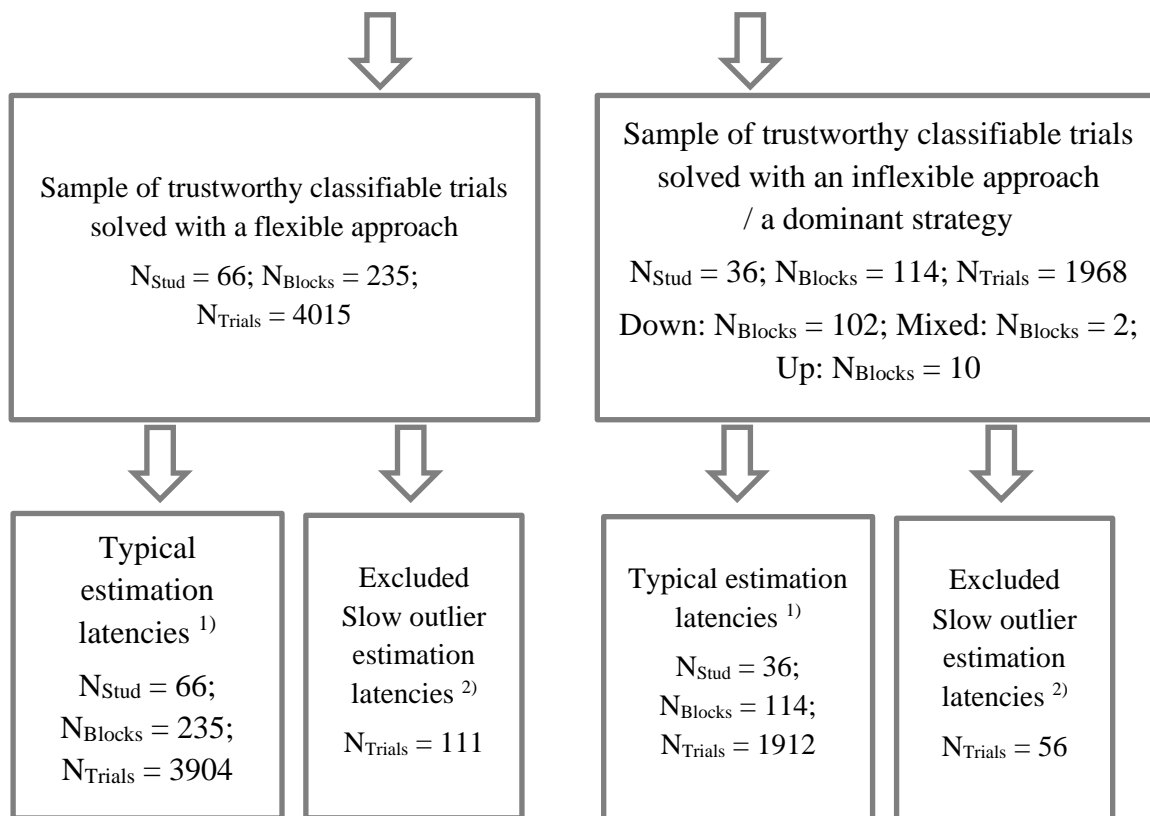 Sample of trustworthy classifiable trials
solved with a flexible approach
N_Stud = 66; N_Blocks = 235;
N_Trials = 4015
Sample of trustworthy classifiable trials
solved with an inflexible approach
/ a dominant strategy
N_Stud = 36; N_Blocks = 114; N_Trials = 1968
Down: N_Blocks = 102; Mixed: N_Blocks = 2;
Up: N_Blocks = 10
Typical
estimation
latencies ¹⁾
N_Stud = 66;
N_Blocks = 235;
N_Trials = 3904
Excluded
Slow outlier
estimation
latencies ²⁾
N_Trials = 111
Typical estimation
latencies ¹⁾
N_Stud = 36;
N_Blocks = 114;
N_Trials = 1912
Excluded
Slow outlier
estimation
latencies ²⁾
N_Trials = 56